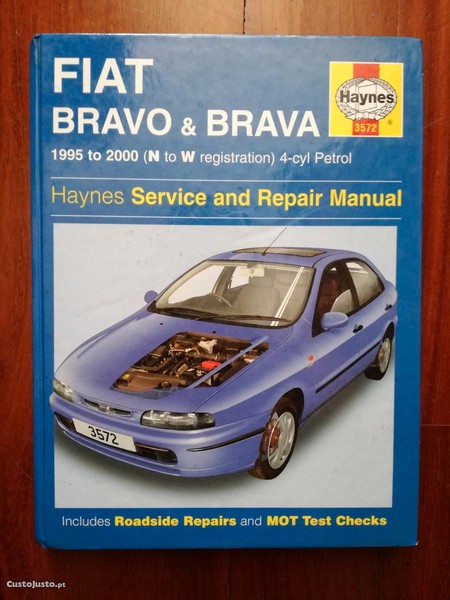 FIAT
BRAVO & BRAVA
1995 to 2000 (N to W registration) 4-cyl Petrol
Haynes
3572
®
Haynes Service and Repair Manual
3572
Includes Roadside Repairs and MOT Test Checks
CustoJusto.pt